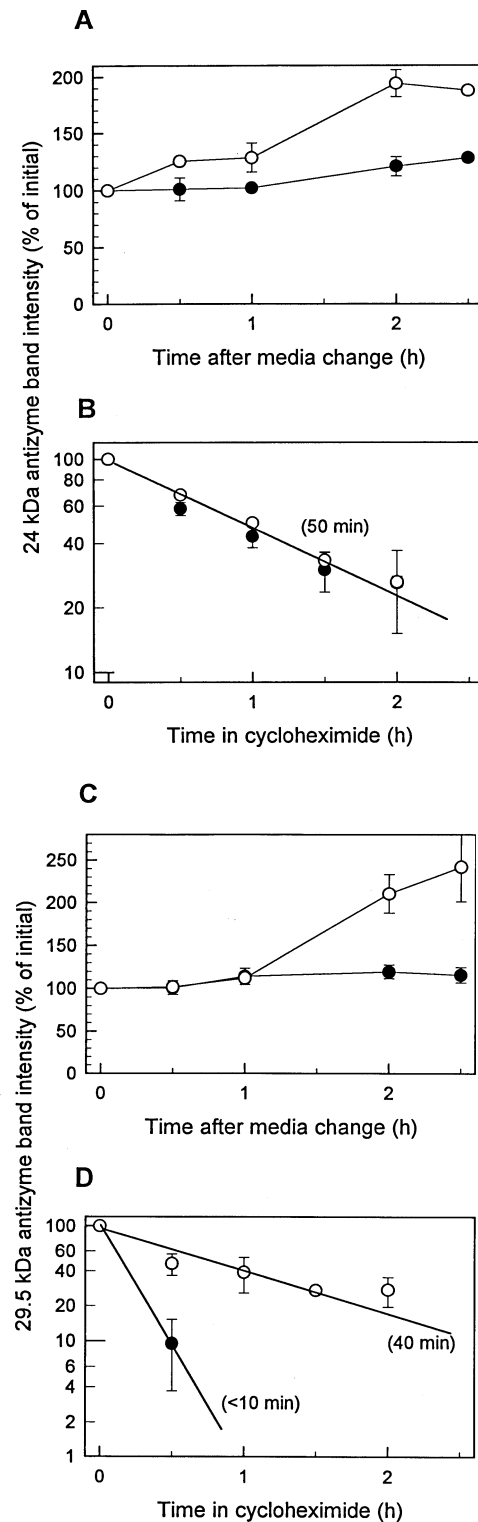 A
24 kDa antizyme band intensity (% of initial)
200
150
100
50
0
0 1 2
Time after media change (h)
B
100
80
60
40
20
10
(50 min)
0 1 2
Time in cycloheximide (h)
C
29.5 kDa antizyme band intensity (% of initial)
250
200
150
100
50
0
0 1 2
Time after media change (h)
D
100
60
40
20
10
6
4
2
1
(40 min)
(<10 min)
0 1 2
Time in cycloheximide (h)